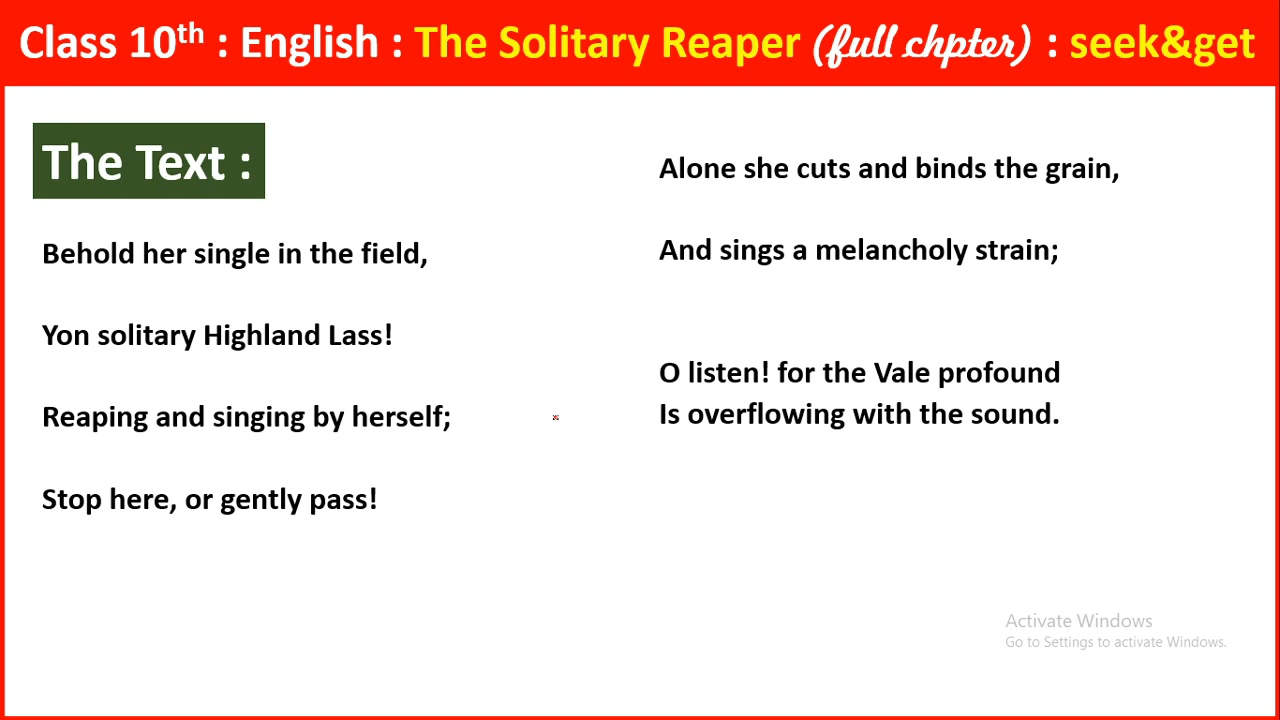 Class 10th : English : The Solitary Reaper (full chpter) : seek&get
The Text :
Behold her single in the field,
Yon solitary Highland Lass!
Reaping and singing by herself;
Stop here, or gently pass!
Alone she cuts and binds the grain,
And sings a melancholy strain;
O listen! for the Vale profound
Is overflowing with the sound.
Activate Windows
Go to Settings to activate Windows.